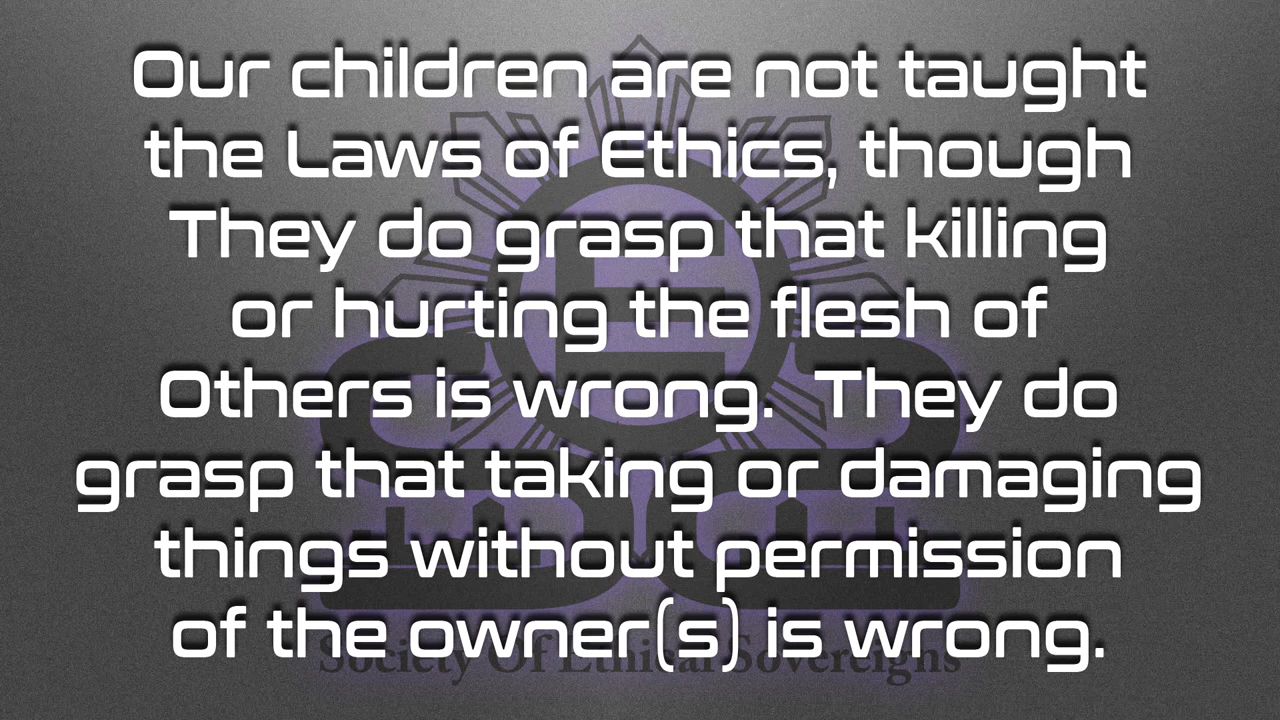 Our children are not taught
the Laws of Ethics, though
They do grasp that killing
or hurting the flesh of
Others is wrong.  They do
grasp that taking or damaging
things without permission
of the owner(s) is wrong.
Society Of Ethical Sovereigns